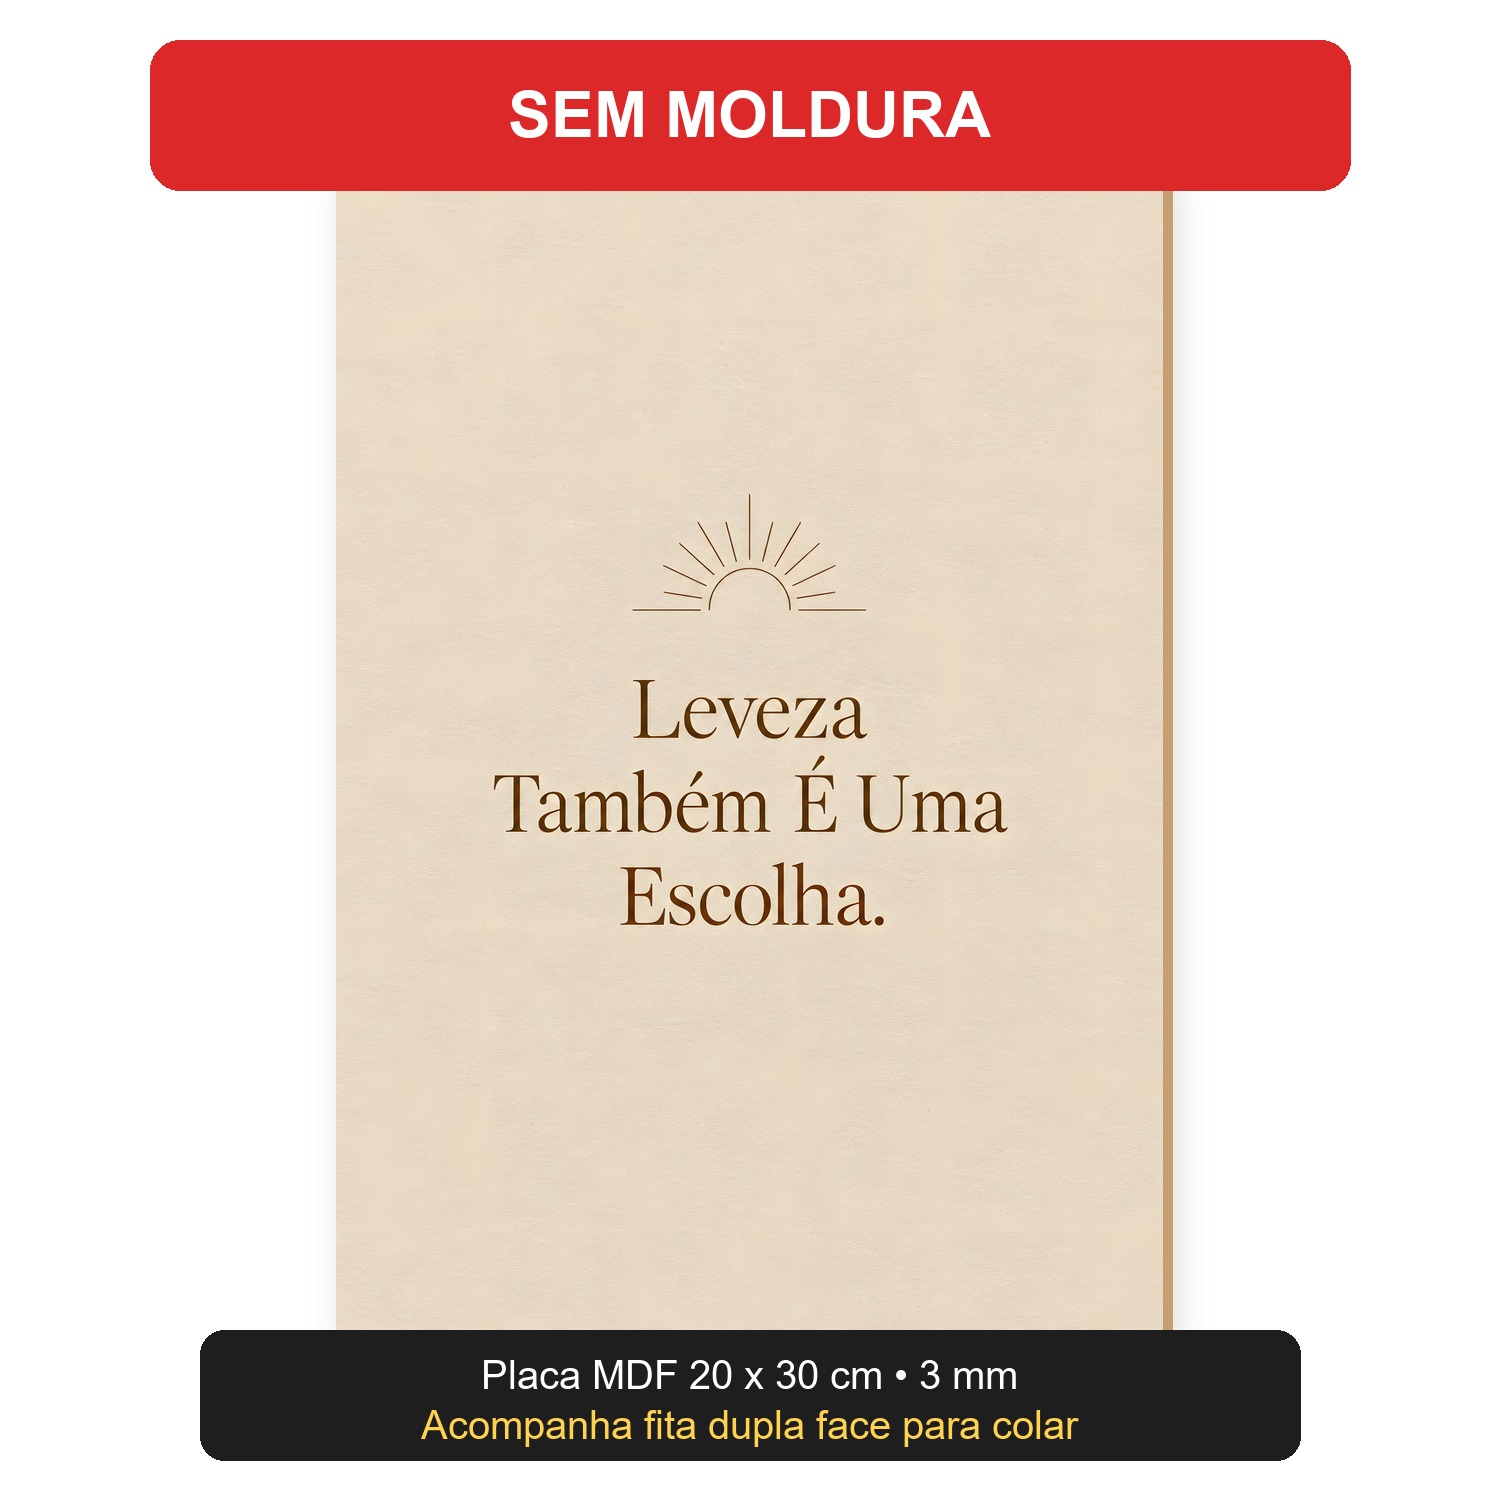 SEM MOLDURA
Leveza
Também É Uma
Escolha.
Placa MDF 20 x 30 cm • 3 mm
Acompanha fita dupla face para colar